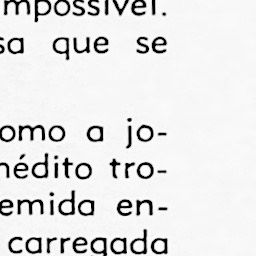 mpossível.
sa que se
omo a jo-
nédito tro-
emida en-
carregada